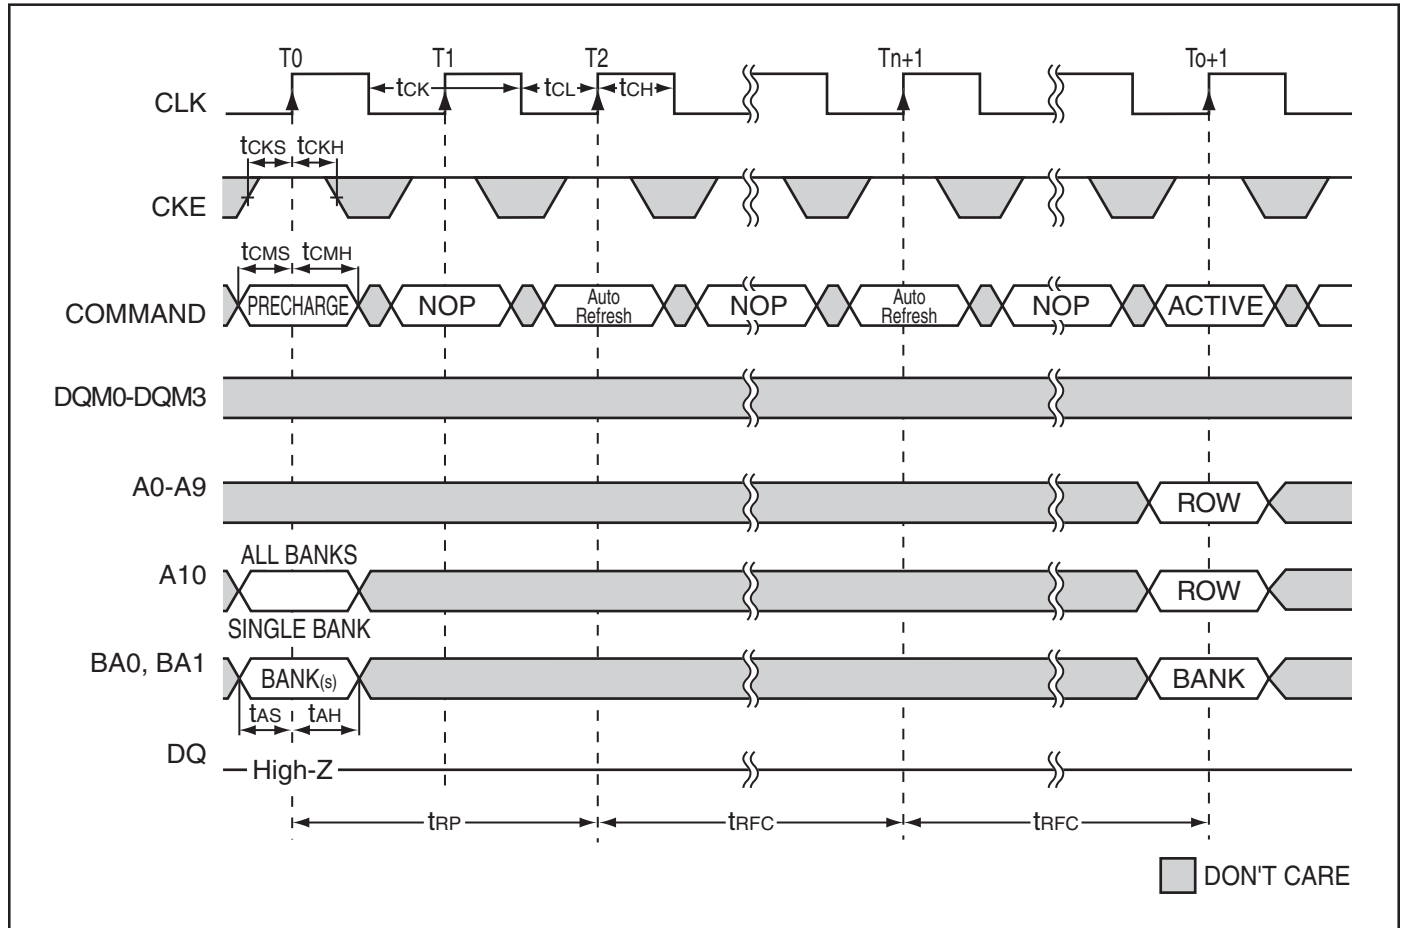 T0 T1 T2 Tn+1 To+1
CLK tCK tCL tCH
tCKS tCKH
CKE
tCMS tCMH
COMMAND PRECHARGE NOP Auto Refresh NOP Auto Refresh NOP ACTIVE
DQM0-DQM3
A0-A9 ROW
ALL BANKS
A10 ROW
SINGLE BANK
BA0, BA1 BANK(s) BANK
tAS tAH
DQ High-Z
tRP tRFC tRFC
DON'T CARE